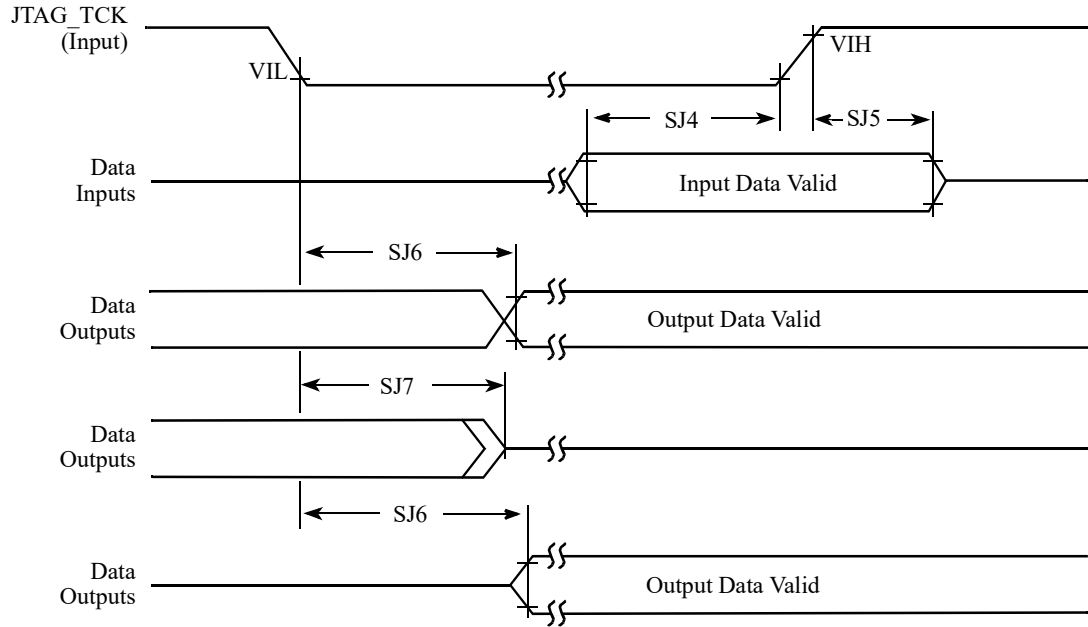 JTAG_TCK
(Input)
VIL
VIH
SJ4
SJ5
Data
Inputs
Input Data Valid
SJ6
Data
Outputs
Output Data Valid
SJ7
Data
Outputs
SJ6
Data
Outputs
Output Data Valid